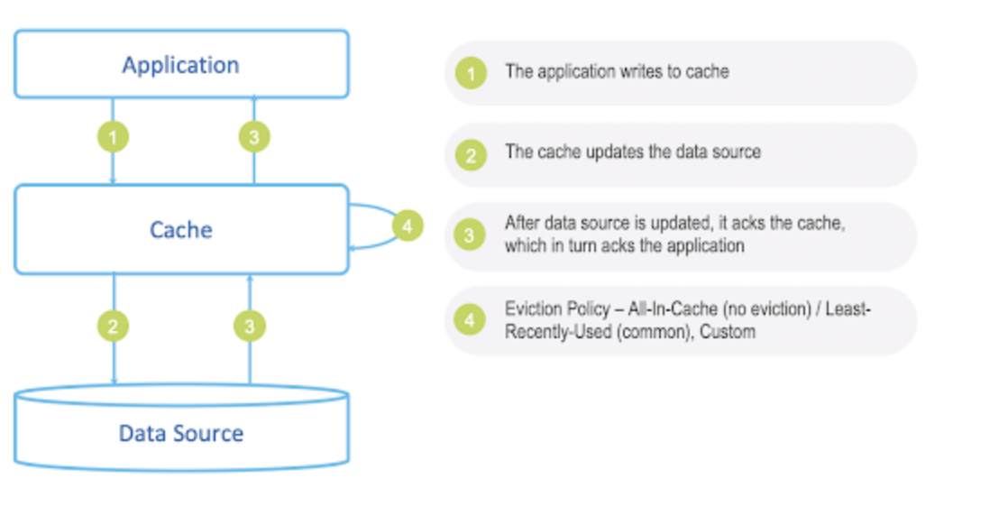 Application
1
3
Cache
4
2
3
Data Source
1
The application writes to cache
2
The cache updates the data source
3
After data source is updated, it acks the cache,
which in turn acks the application
4
Eviction Policy – All-In-Cache (no eviction) / Least-
Recently-Used (common), Custom